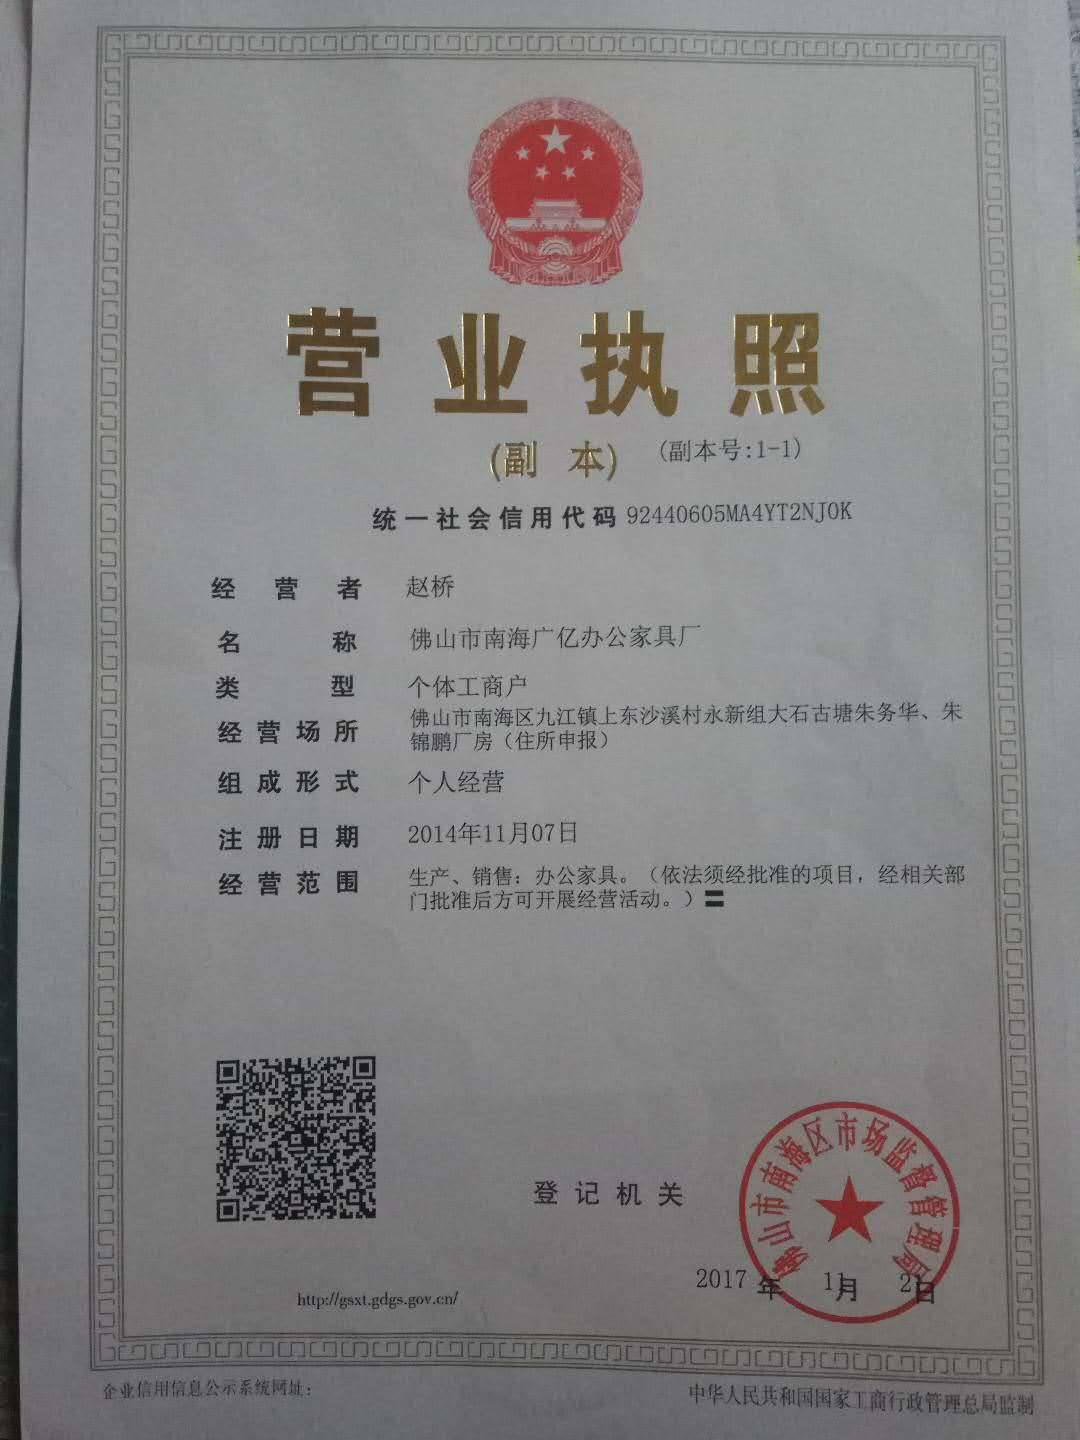 营业执照
(副 本) (副本号:1-1)
统一社会信用代码 92440605MA4YT2NJ0K
经营者 赵桥
名称 佛山市南海广亿办公家具厂
类型 个体工商户
经营场所 佛山市南海区九江镇上东沙溪村永新组大石古塘朱务华、朱
锦鹏厂房（住所申报）
组成形式 个人经营
注册日期 2014年11月07日
经营范围 生产、销售：办公家具。（依法须经批准的项目，经相关部
门批准后方可开展经营活动。）〓
佛山市南海区市场监督管理局
登记机关
2017 年 11月 21日
http://gsxt.gdgs.gov.cn/
企业信用信息公示系统网址：
中华人民共和国国家工商行政管理总局监制